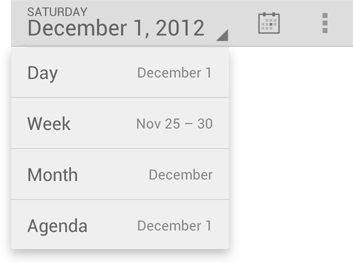 SATURDAY
December 1, 2012
Day December 1
Week Nov 25 – 30
Month December
Agenda December 1